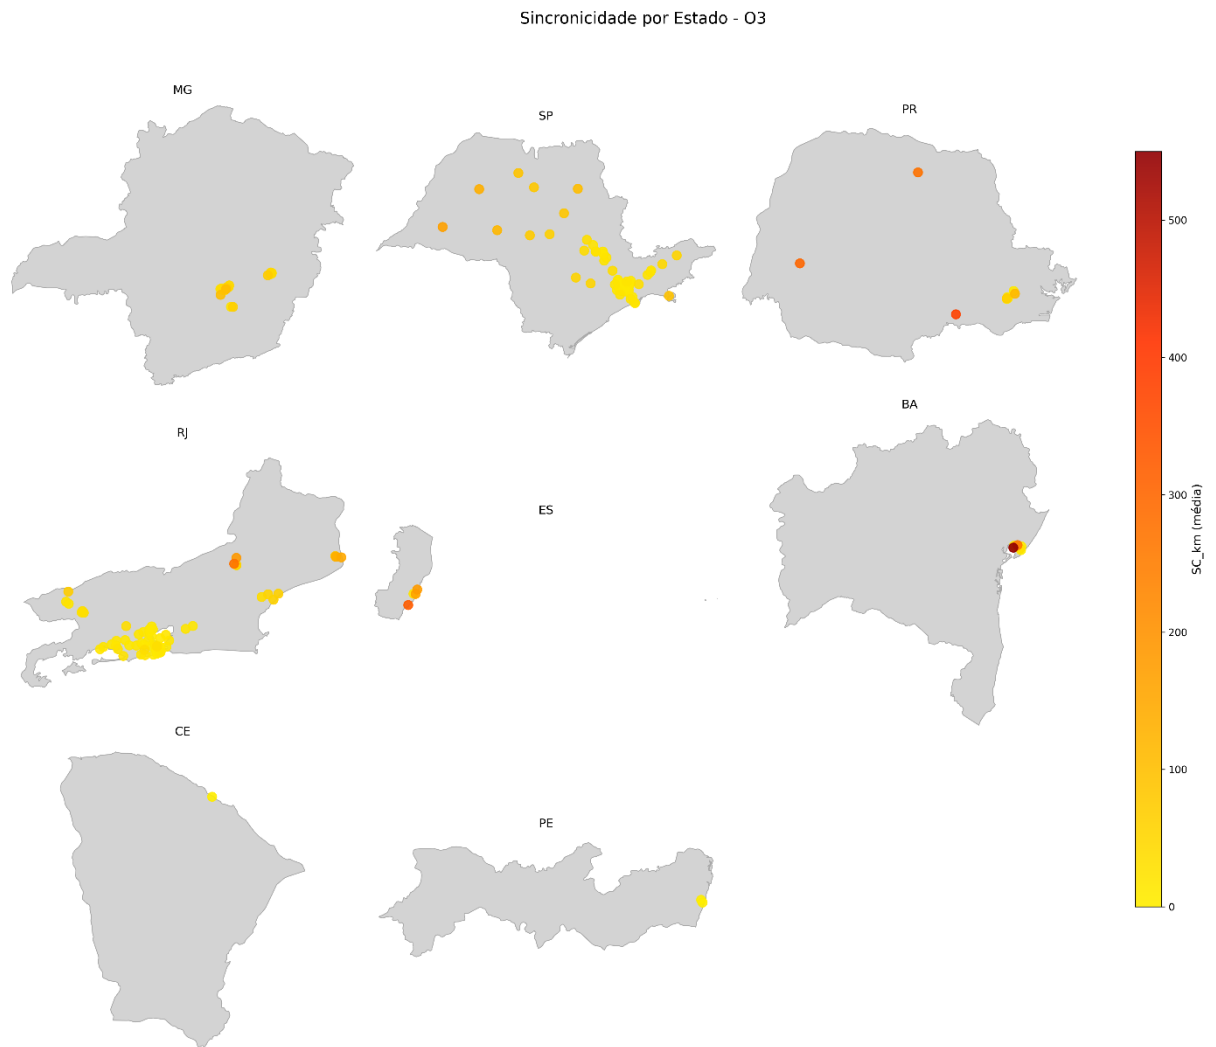 Sincronicidade por Estado - O3
MG
SP
PR
RJ
ES
BA
CE
PE
500
400
300
200
100
0
SC_km (média)